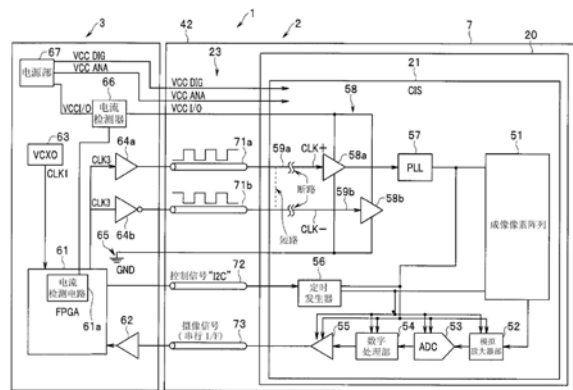 1
3
2
42
7
20
23
21
CIS
67
电源部
VCC DIG
VCC ANA
VCC DIG
VCC ANA
VCCI/O
66
VCC I/O
58
电流
检测器
63
VCXO
CLKI
64a
CLK3
71a
59a
CLK+
58a
57
PLL
51
成像像素阵列
断路
71b
59b
58b
CLK3
CLK-
64b
短路
65
GND
61
72
控制信号"I2C"
56
定时
发生器
电流
检测电路
FPGA
61a
摄像信号
(串行 I/F)
73
62
55
54
数字
处理部
53
ADC
52
模拟
放大器部